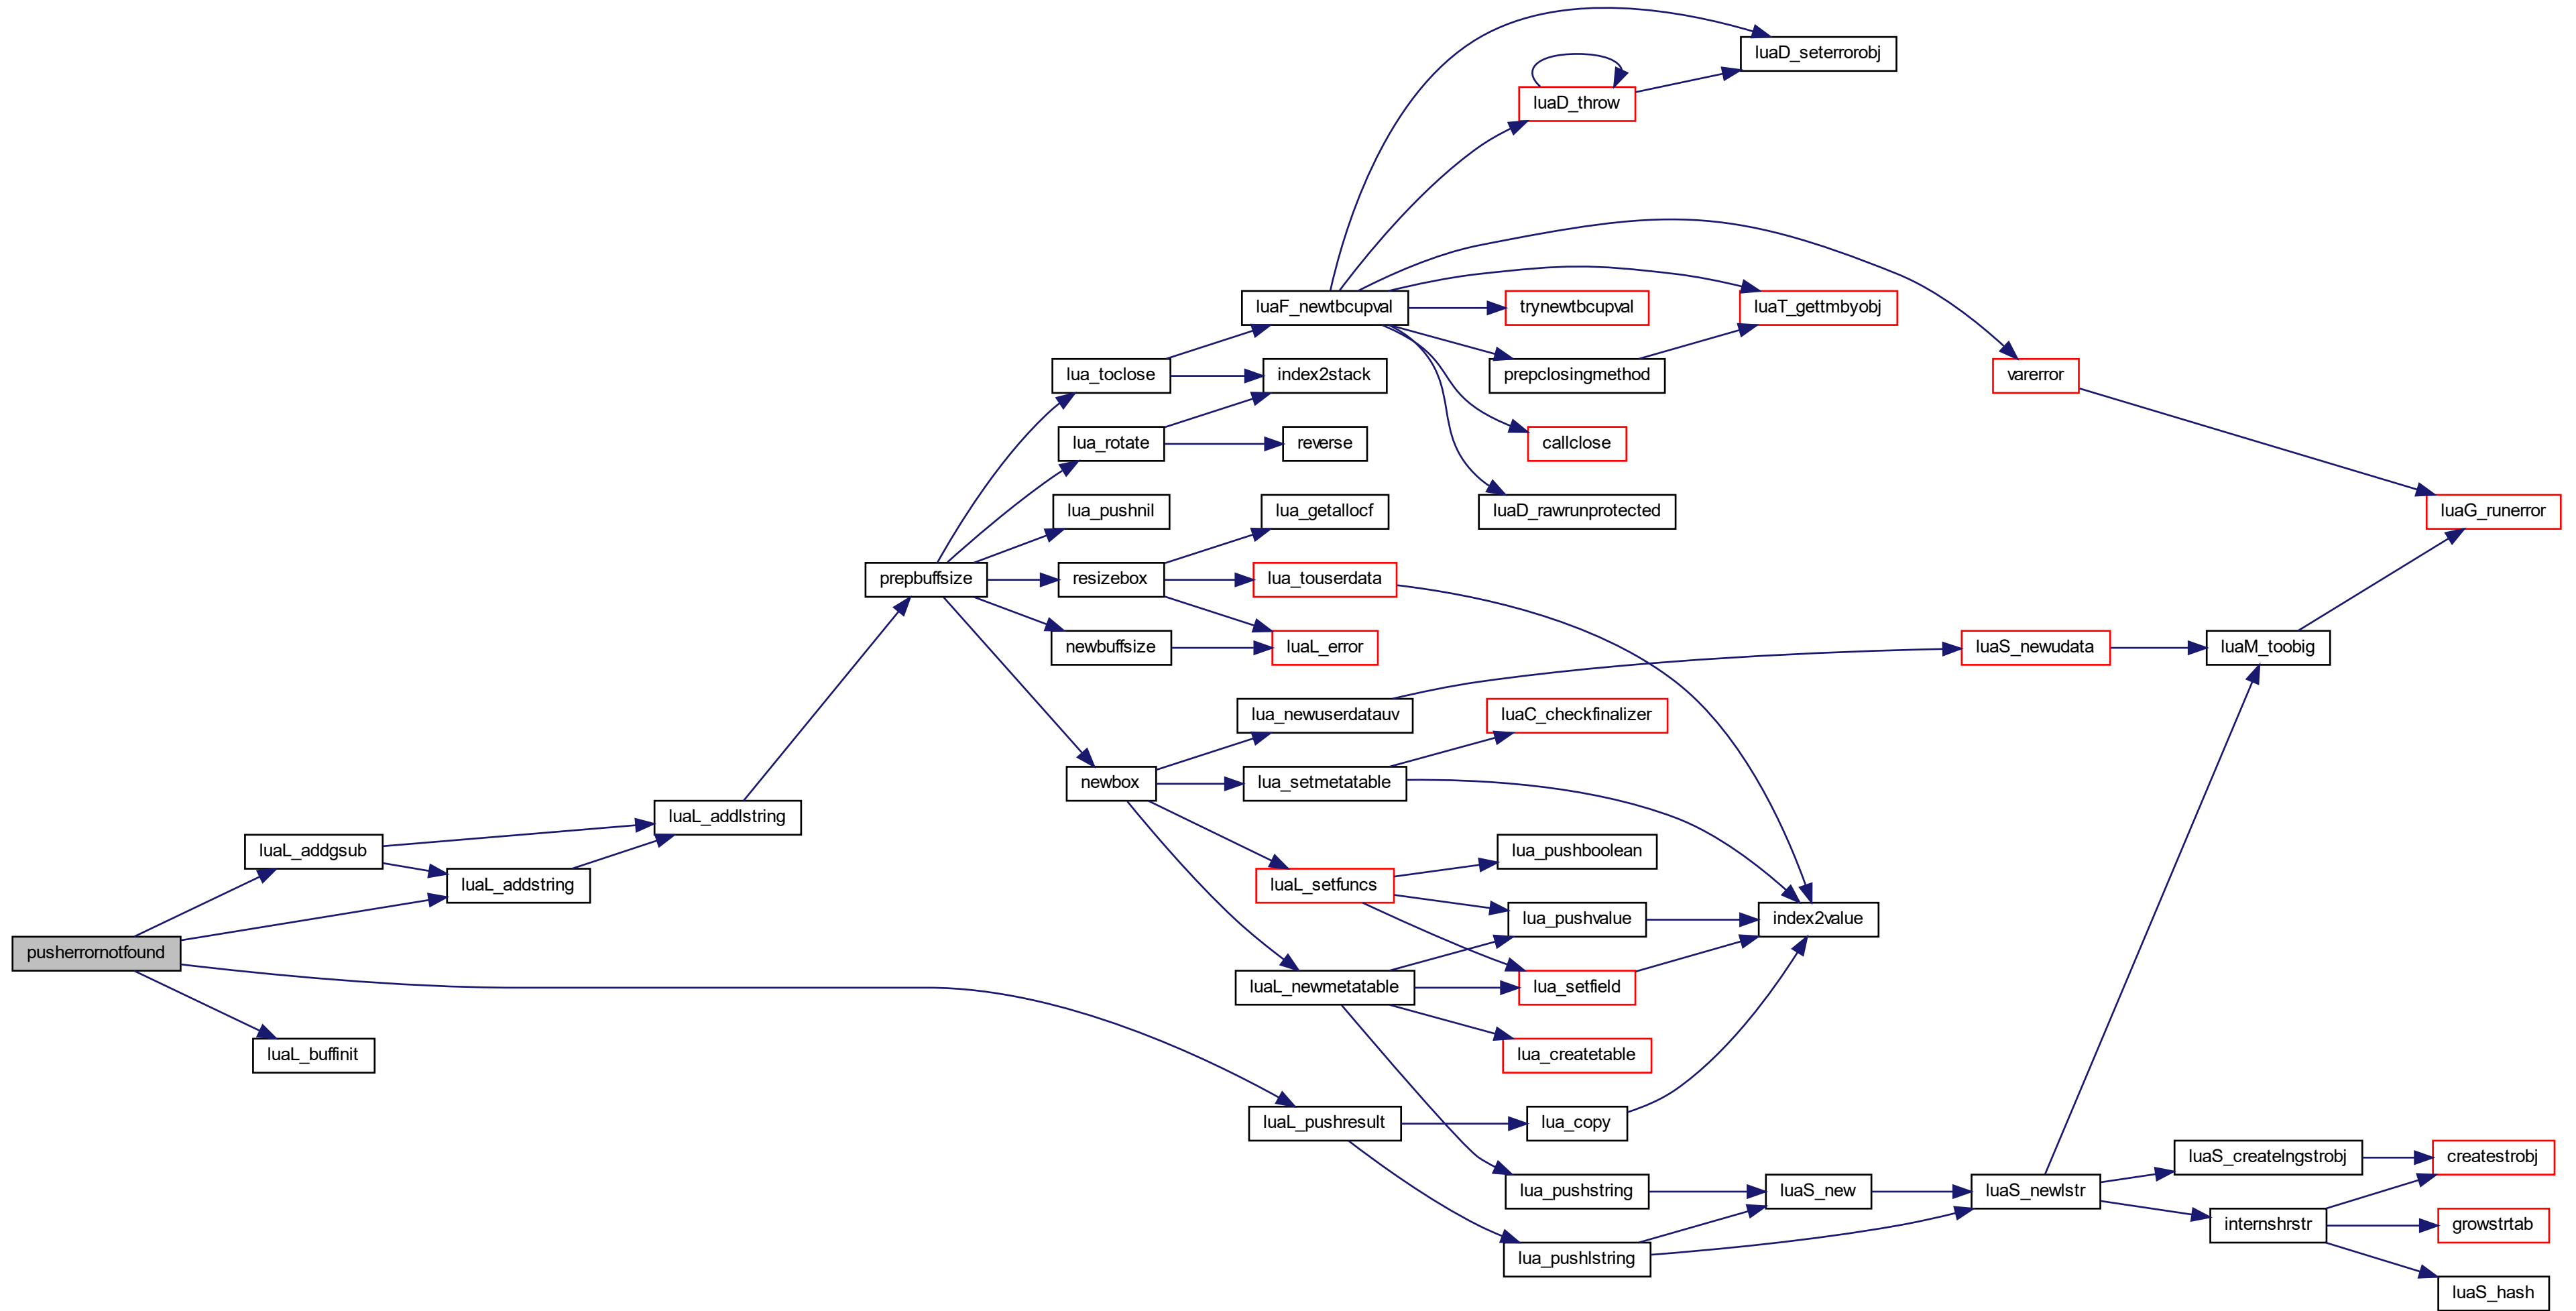 luaD_seterrorobj
luaD_throw
luaF_newtbcupval
trynewtbcupval
luaT_gettmbyobj
lua_toclose
index2stack
prepclosingmethod
varerror
lua_rotate
reverse
callclose
lua_pushnil
lua_getallocf
luaD_rawrunprotected
luaG_runerror
prepbuffsize
resizebox
lua_touserdata
newbuffsize
luaL_error
luaS_newudata
luaM_toobig
lua_newuserdatauv
luaC_checkfinalizer
newbox
lua_setmetatable
luaL_addlstring
luaL_addgsub
lua_pushboolean
luaL_addstring
luaL_setfuncs
lua_pushvalue
index2value
pusherrornotfound
luaL_newmetatable
lua_setfield
luaL_buffinit
lua_createtable
luaL_pushresult
lua_copy
luaS_createlngstrobj
createstrobj
lua_pushstring
luaS_new
luaS_newlstr
internshrstr
growstrtab
lua_pushlstring
luaS_hash